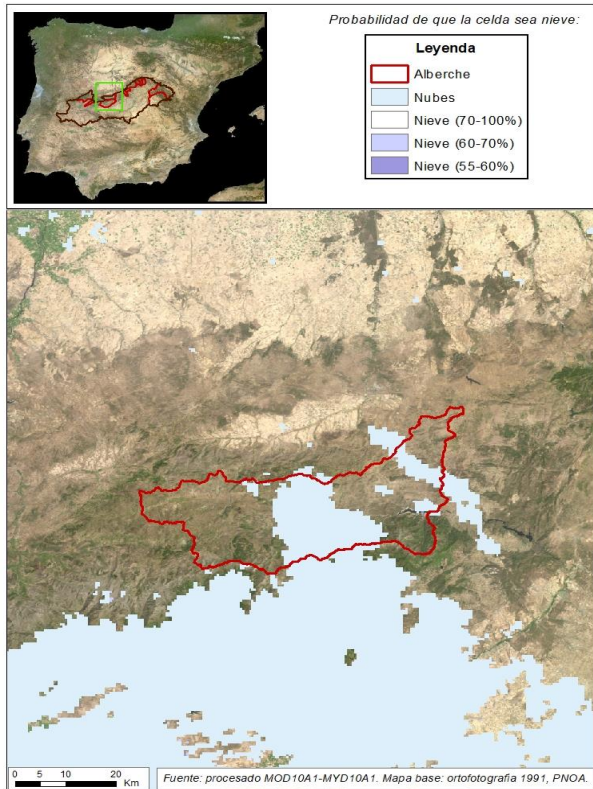 Probabilidad de que la celda sea nieve:
Leyenda
Alberche
Nubes
Nieve (70-100%)
Nieve (60-70%)
Nieve (55-60%)
0 5 10 20
Km
Fuente: procesado MOD10A1-MYD10A1. Mapa base: ortofotografia 1991, PNOA.